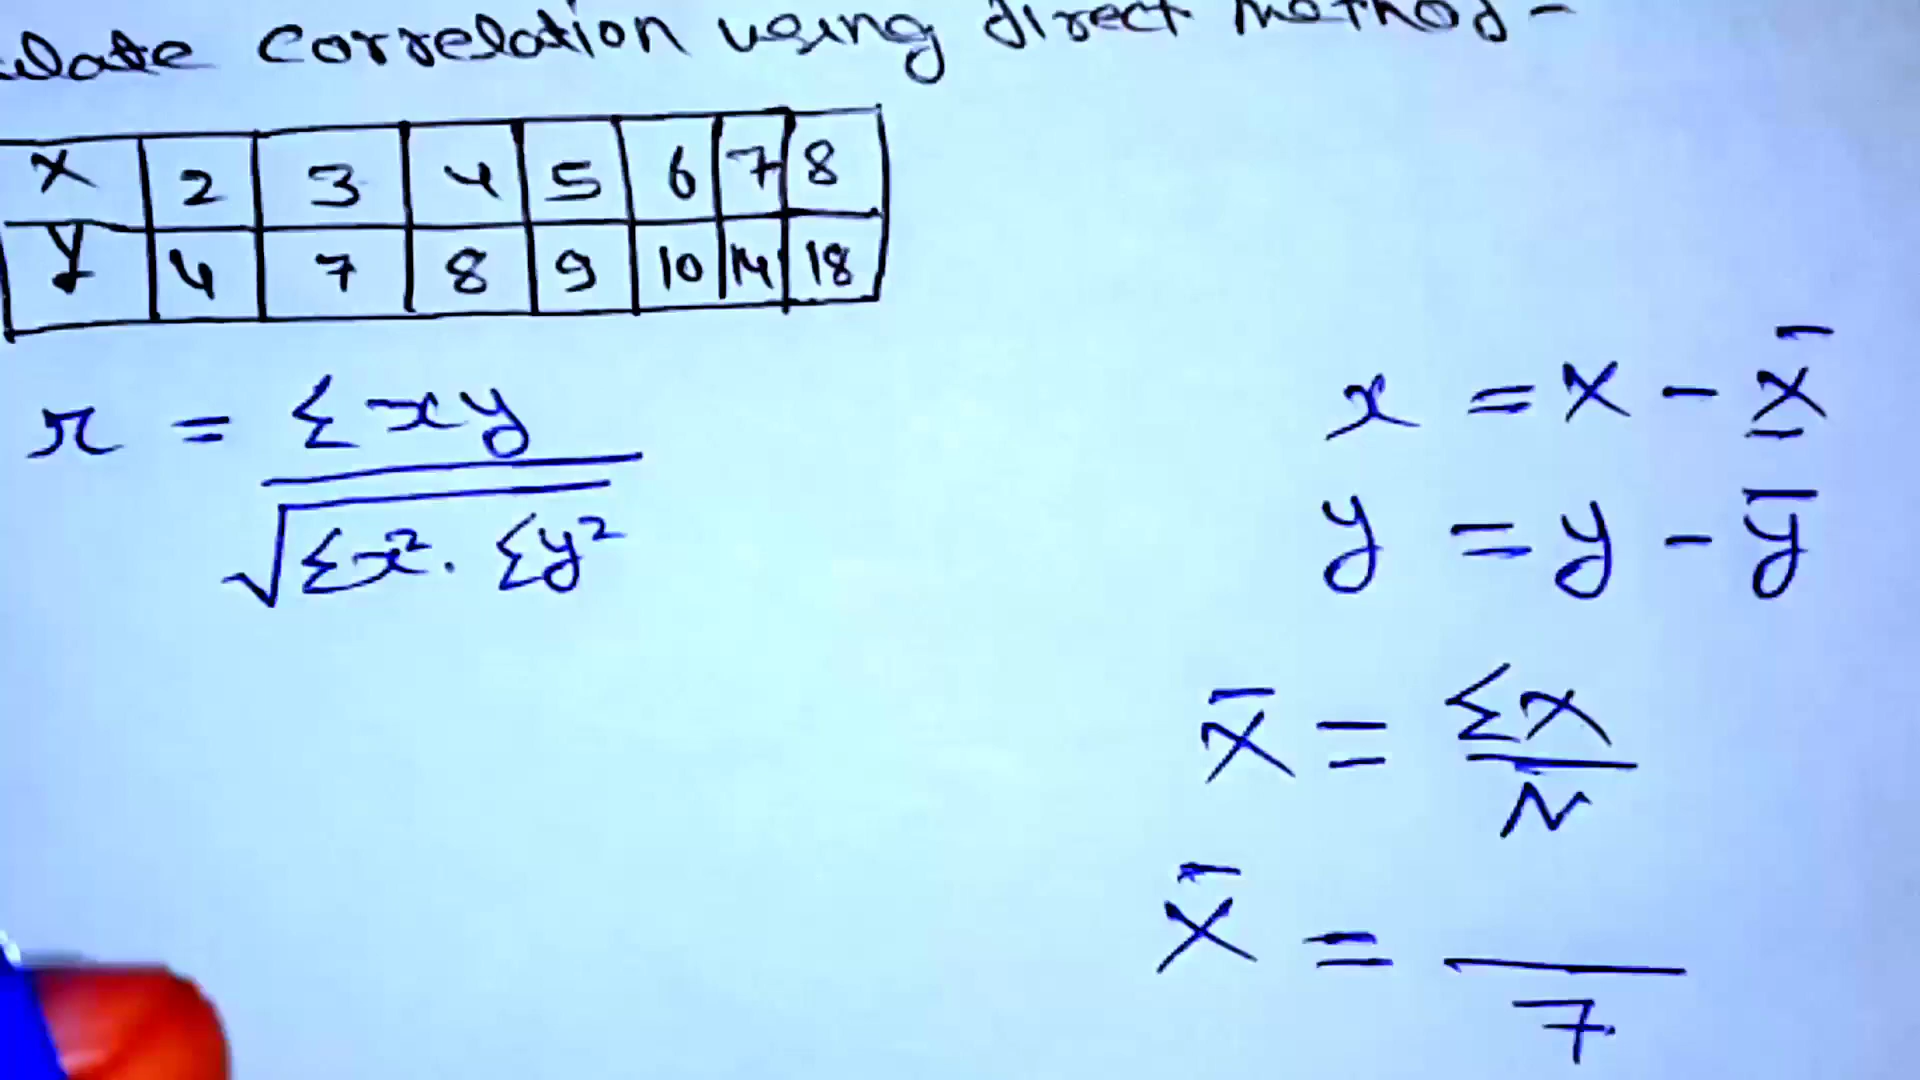 correlation using direct method -
X 2 3 4 5 6 7 8
y 4 7 8 9 10 14 18
r = Σxy
√Σx². Σy²
x = X - X̄
y = y - ȳ
X̄ = ΣX
N
X̄ =
7